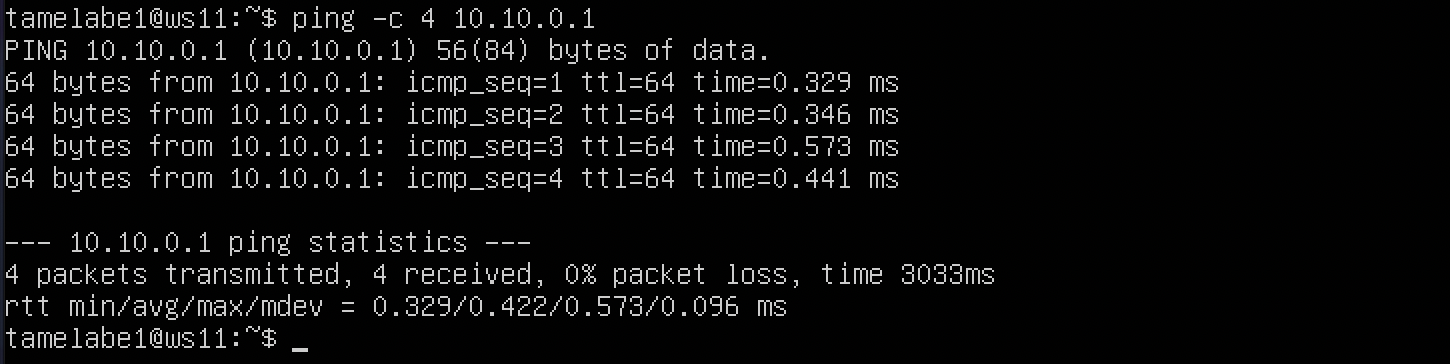 tamelabe1@ws11:~$ ping -c 4 10.10.0.1
PING 10.10.0.1 (10.10.0.1) 56(84) bytes of data.
64 bytes from 10.10.0.1: icmp_seq=1 ttl=64 time=0.329 ms
64 bytes from 10.10.0.1: icmp_seq=2 ttl=64 time=0.346 ms
64 bytes from 10.10.0.1: icmp_seq=3 ttl=64 time=0.573 ms
64 bytes from 10.10.0.1: icmp_seq=4 ttl=64 time=0.441 ms

--- 10.10.0.1 ping statistics ---
4 packets transmitted, 4 received, 0% packet loss, time 3033ms
rtt min/avg/max/mdev = 0.329/0.422/0.573/0.096 ms
tamelabe1@ws11:~$ _